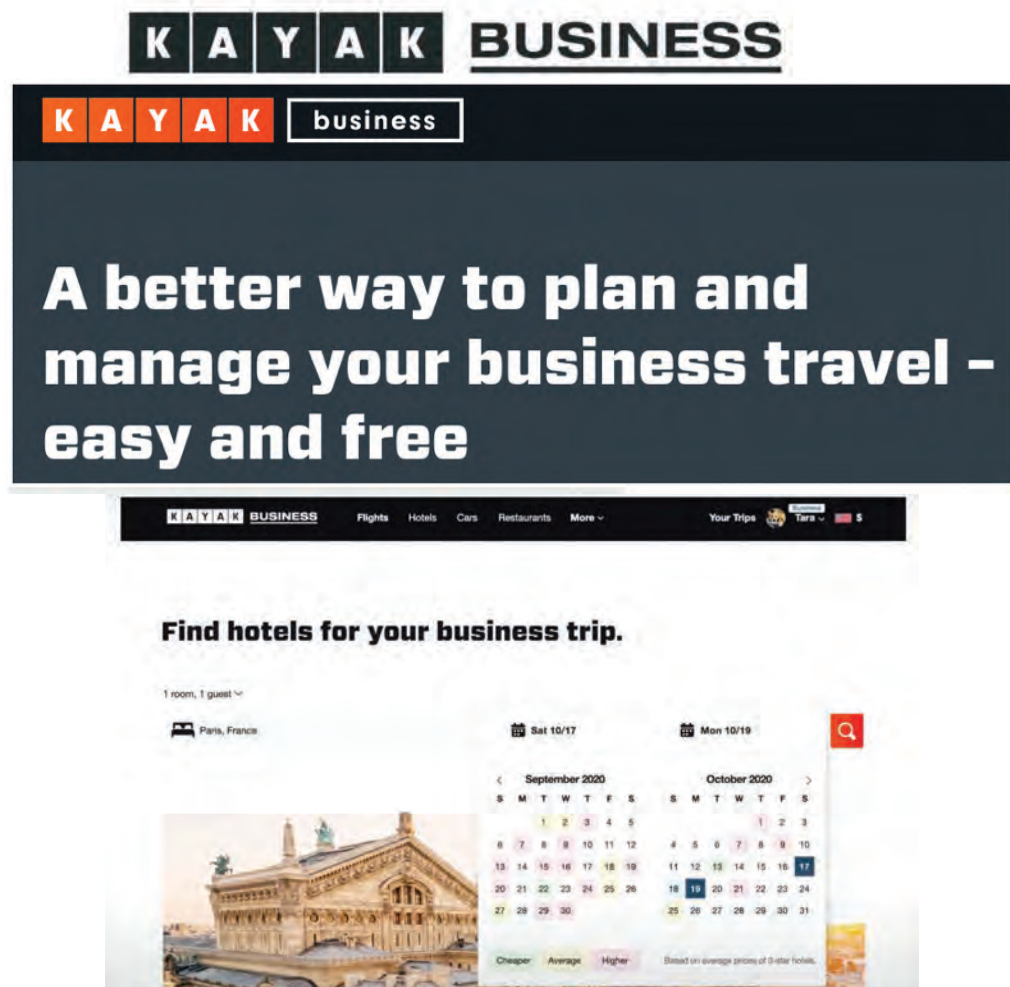 KAYAK BUSINESS
KAYAK business
A better way to plan and
manage your business travel –
easy and free
KAYAK BUSINESS Flights Hotels Cars Restaurants More Your Trips Business Tara $
Find hotels for your business trip.
1 room, 1 guest
Paris, France Sat 10/17 Mon 10/19
September 2020 October 2020
S M T W T F S S M T W T F S
1 2 3 4 5 1 2 3
6 7 8 9 10 11 12 4 5 6 7 8 9 10
13 14 15 16 17 18 19 11 12 13 14 15 16 17
20 21 22 23 24 25 26 18 19 20 21 22 23 24
27 28 29 30 25 26 27 28 29 30 31
Cheaper Average Higher Based on average prices of 3-star hotels.